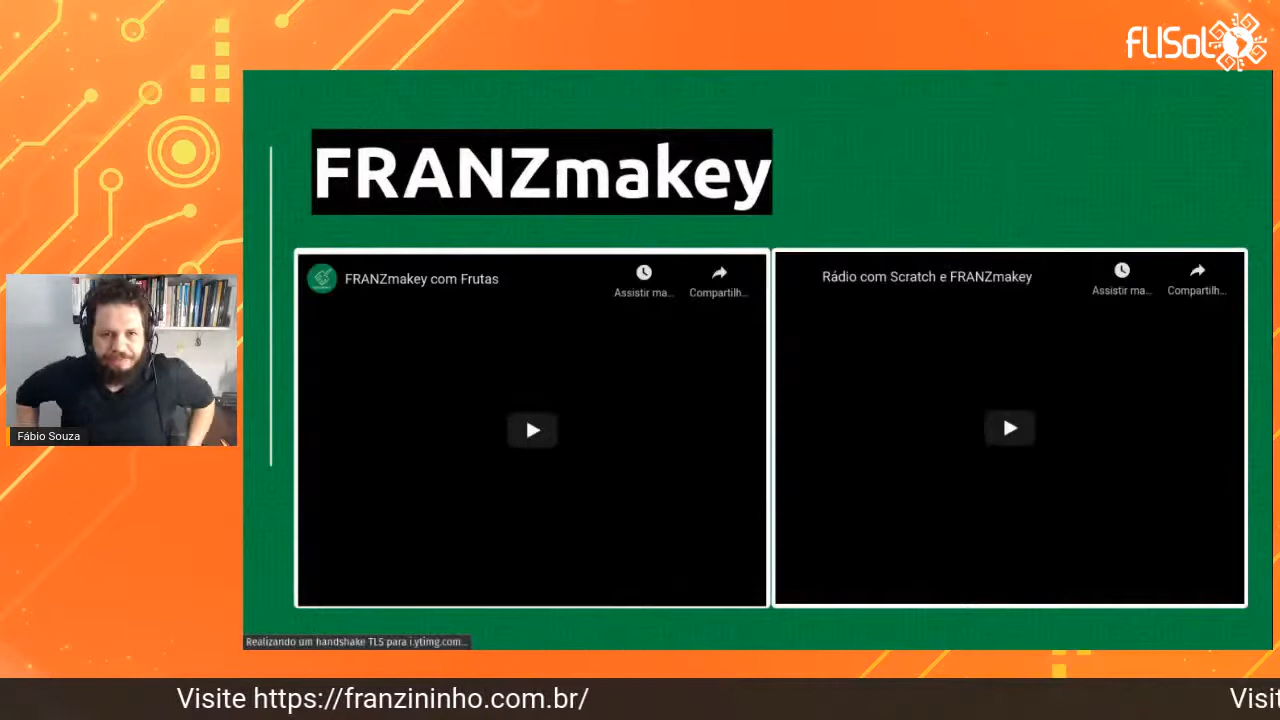 FLISoL
FRANZmakey
FRANZmakey com Frutas
Assistir ma...
Compartilh...
Rádio com Scratch e FRANZmakey
Assistir ma...
Compartilh...
Fábio Souza
Realizando um handshake TLS para i.ytimg.com...
Visite https://franzininho.com.br/
Visit